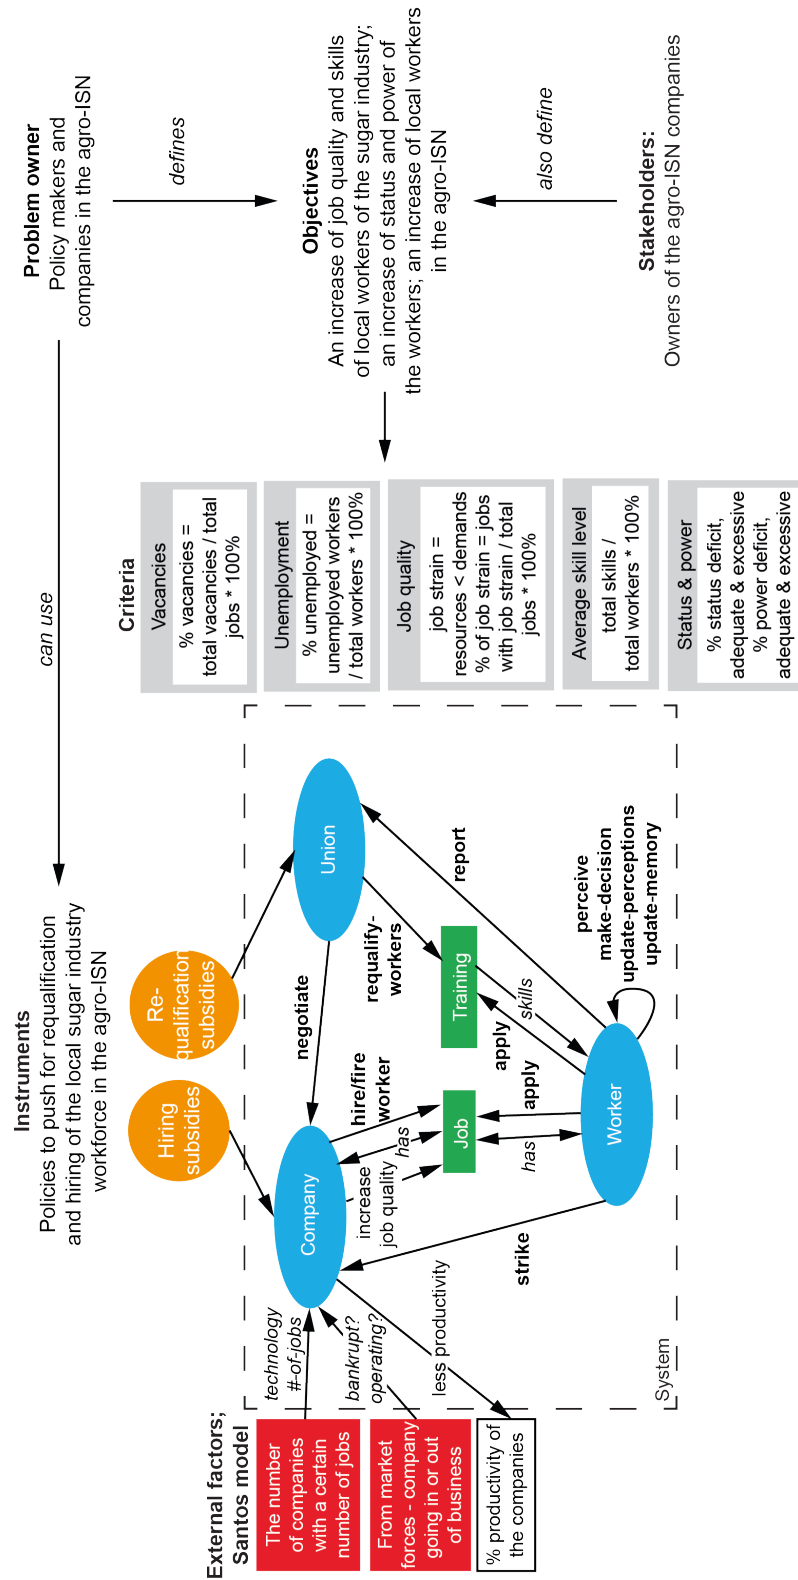 Problem owner
Policy makers and
companies in the agro-ISN
defines
can use
Objectives
An increase of job quality and skills
of local workers of the sugar industry;
an increase of status and power of
the workers; an increase of local workers
in the agro-ISN
also define
Stakeholders:
Owners of the agro-ISN companies
Instruments
Policies to push for requalification
and hiring of the local sugar industry
workforce in the agro-ISN
Hiring
subsidies
Re-
qualification
subsidies
Criteria
Vacancies
% vacancies =
total vacancies / total
jobs * 100%
Unemployment
% unemployed =
unemployed workers
/ total workers * 100%
Job quality
job strain =
resources < demands
% of job strain = jobs
with job strain / total
jobs * 100%
Average skill level
total skills /
total workers * 100%
Status & power
% status deficit,
adequate & excessive
% power deficit,
adequate & excessive
External factors;
Santos model
The number
of companies
with a certain
number of jobs
From market
forces - company
going in or out
of business
% productivity of
the companies
technology
#-of-jobs
bankrupt?
operating?
less productivity
Company
Union
negotiate
hire/fire
worker
has
increase
job quality
requalify-
workers
Job
Training
apply
has
apply
skills
report
strike
Worker
perceive
make-decision
update-perceptions
update-memory
System